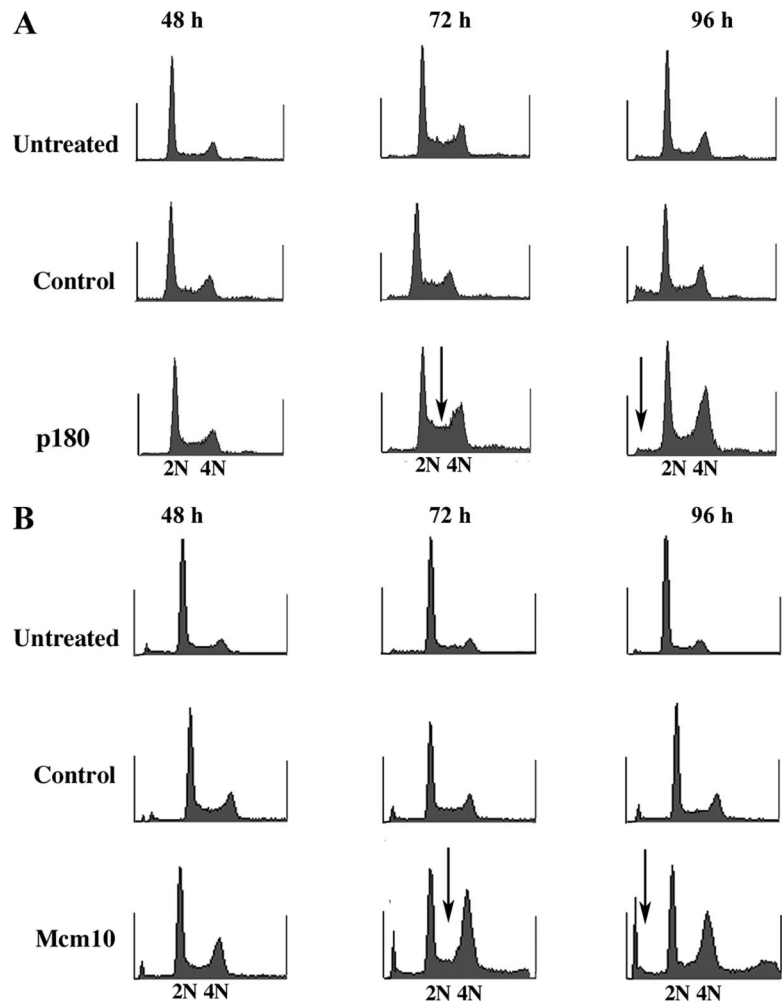 A
48 h 72 h 96 h
Untreated
Control
p180
2N 4N 2N 4N 2N 4N
B
48 h 72 h 96 h
Untreated
Control
Mcm10
2N 4N 2N 4N 2N 4N